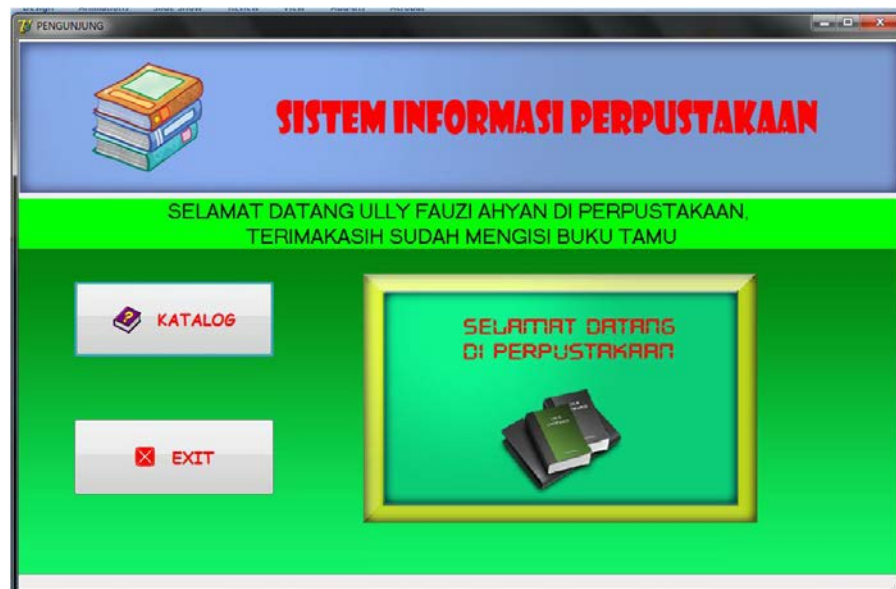 PENGUNJUNG
SISTEM INFORMASI PERPUSTAKAAN
SELAMAT DATANG ULLY FAUZI AHYAN DI PERPUSTAKAAN,
TERIMAKASIH SUDAH MENGISI BUKU TAMU
KATALOG
SELAMAT DATANG
DI PERPUSTAKAAN
EXIT